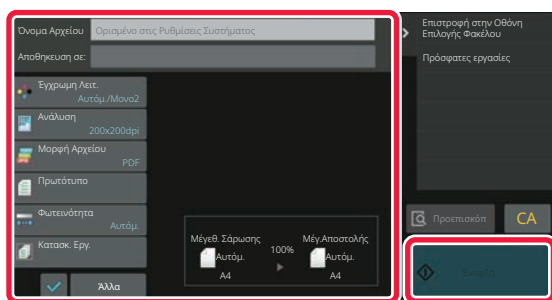 Όνομα Αρχείου
Ορισμένο στις Ρυθμίσεις Συστήματος
Αποθηκευση σε:
Έγχρωμη Λειτ.
Αυτόμ./Μονο2
Ανάλυση
200x200dpi
Μορφή Αρχείου
PDF
Πρωτότυπο
Φωτεινότητα
Αυτόμ.
Κατασκ. Εργ.
Άλλα
Μέγεθ. Σάρωσης
100%
Μέγ.Αποστολής
Αυτόμ.
Αυτόμ.
A4
A4
Επιστροφή στην Οθόνη
Επιλογής Φακέλου
Πρόσφατες εργασίες
Προεπισκόπ
CA
Έναρξη